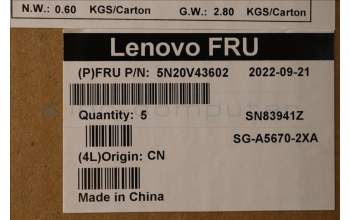 N.W.: 0.60 KGS/Carton G.W.: 2.80 KGS/Carton
Lenovo FRU
(P)FRU P/N: 5N20V43602 2022-09-21
Quantity: 5 SN83941Z
SG-A5670-2XA
(4L)Origin: CN
Made in China